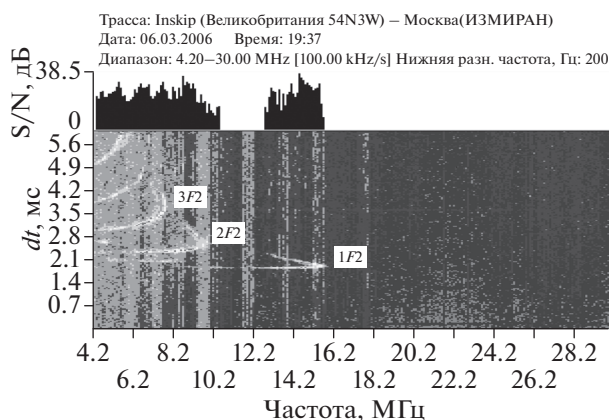 Трасса: Inskip (Великобритания 54N3W) – Москва(ИЗМИРАН)
Дата: 06.03.2006 Время: 19:37
Диапазон: 4.20–30.00 MHz [100.00 kHz/s] Нижняя разн. частота, Гц: 200
S/N, дБ
38.5
0
dt, мс
5.6
4.9
4.2
3.5
2.8
2.1
1.4
0.7
3F2
2F2
1F2
4.2 8.2 12.2 16.2 20.2 24.2 28.2
6.2 10.2 14.2 18.2 22.2 26.2
Частота, МГц